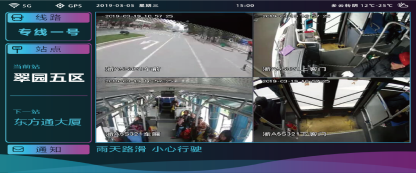 5G GPS 2019-03-05 星期三 15:00 多云转阴 12℃-25℃
线路
专线一号
站点
当前站
翠园五区
下一站
东方通大厦
通知
雨天路滑 小心行驶